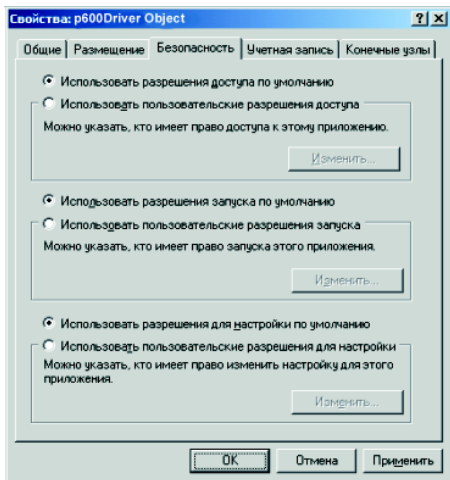 Свойства: p600Driver Object
Общие Размещение Безопасность Учетная запись Конечные узлы
Использовать разрешения доступа по умолчанию
Использовать пользовательские разрешения доступа
Можно указать, кто имеет право доступа к этому приложению.
Изменить...
Использовать разрешения запуска по умолчанию
Использовать пользовательские разрешения запуска
Можно указать, кто имеет право запуска этого приложения.
Изменить...
Использовать разрешения для настройки по умолчанию
Использовать пользовательские разрешения для настройки
Можно указать, кто имеет право изменить настройку для этого
приложения.
Изменить...
OK Отмена Применить